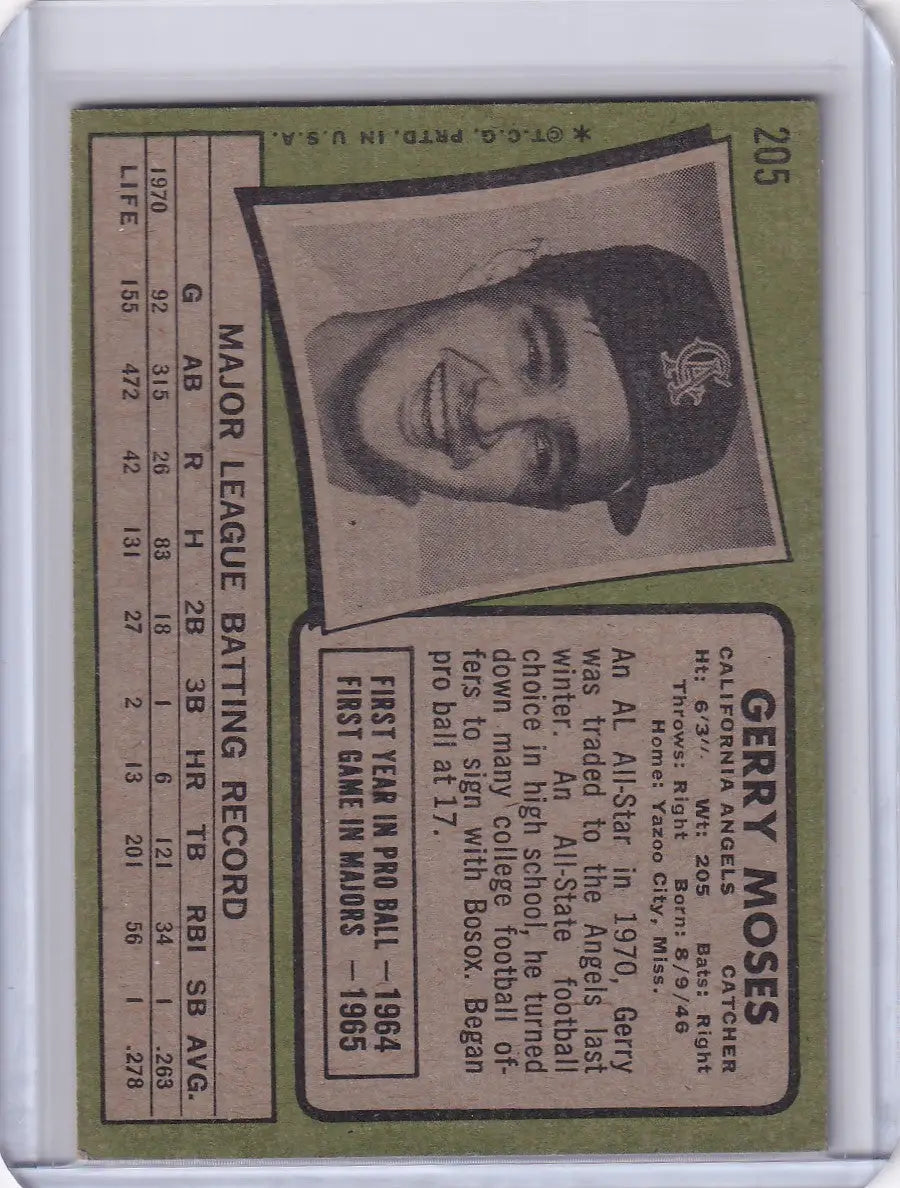 205
✶ ©T.C.G. PRTD. IN U.S.A.
GERRY MOSES
CALIFORNIA ANGELS CATCHER
Ht: 6'3" Wt: 205 Bats: Right
Throws: Right Born: 8/9/46
Home: Yazoo City, Miss.
An AL All-Star in 1970, Gerry
was traded to the Angels last
winter. An All-State football
choice in high school, he turned
down many college football of-
fers to sign with Bosox. Began
pro ball at 17.
FIRST YEAR IN PRO BALL — 1964
FIRST GAME IN MAJORS — 1965
MAJOR LEAGUE BATTING RECORD
G AB R H 2B 3B HR TB RBI SB AVG.
1970 92 315 26 83 18 1 6 121 34 1 .263
LIFE 155 472 42 131 27 2 13 201 56 1 .278
CA